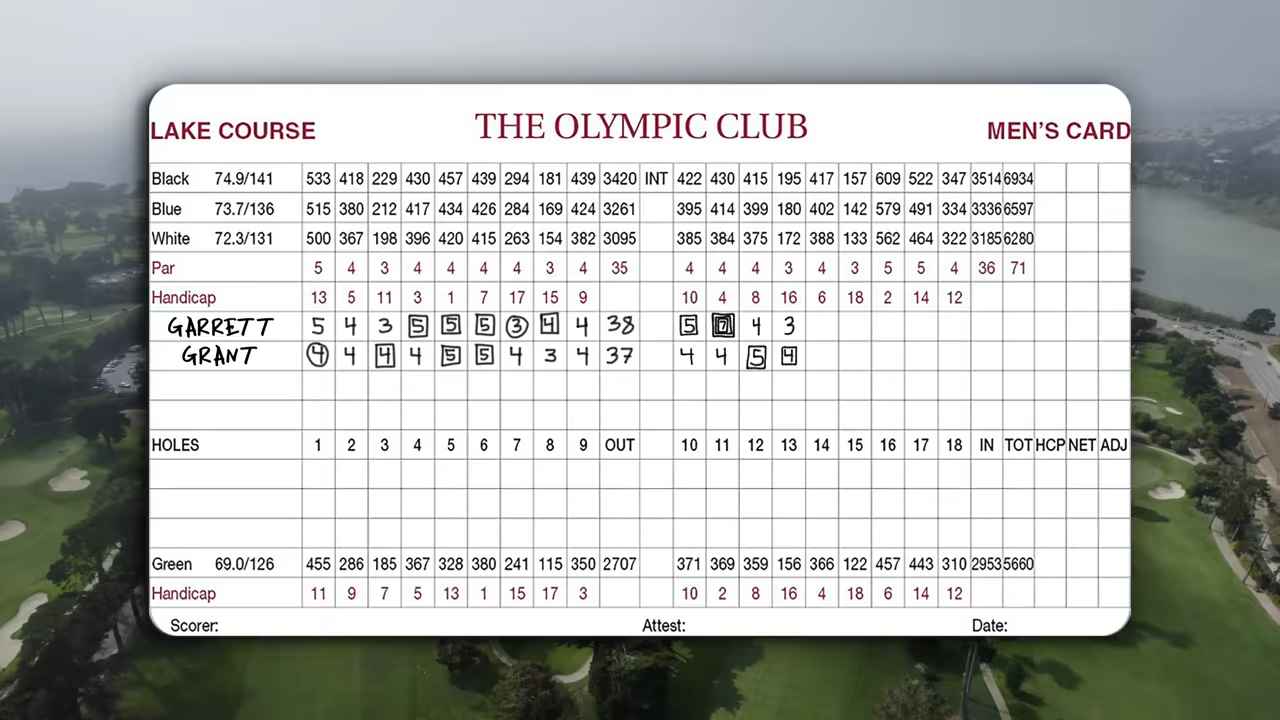 LAKE COURSE THE OLYMPIC CLUB MEN'S CARD
Black 74.9/141 533 418 229 430 457 439 294 181 439 3420 INT 422 430 415 195 417 157 609 522 347 3514 6934
Blue 73.7/136 515 380 212 417 434 426 284 169 424 3261 395 414 399 180 402 142 579 491 334 3336 6597
White 72.3/131 500 367 198 396 420 415 263 154 382 3095 385 384 375 172 388 133 562 464 322 3185 6280
Par 5 4 3 4 4 4 4 3 4 35 4 4 4 3 4 3 5 5 4 36 71
Handicap 13 5 11 3 1 7 17 15 9 10 4 8 16 6 18 2 14 12
GARRETT 5 4 3 5 5 5 3 4 4 38 5 7 4 3
GRANT 4 4 4 4 5 5 4 3 4 37 4 4 5 4
HOLES 1 2 3 4 5 6 7 8 9 OUT 10 11 12 13 14 15 16 17 18 IN TOT HCP NET ADJ
Green 69.0/126 455 286 185 367 328 380 241 115 350 2707 371 369 359 156 366 122 457 443 310 2953 5660
Handicap 11 9 7 5 13 1 15 17 3 10 2 8 16 4 18 6 14 12
Scorer: Attest: Date: